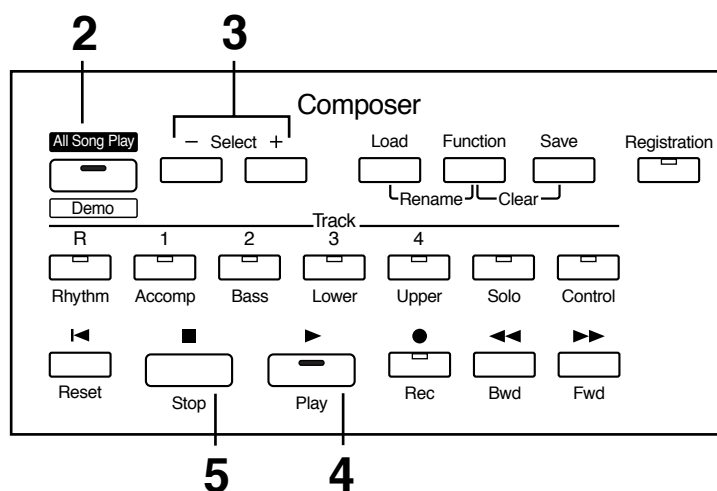 2 3
Composer
All Song Play
− Select +
Load Function Save Registration
Demo
Rename Clear
Track
R 1 2 3 4
Rhythm Accomp Bass Lower Upper Solo Control
Reset Stop Play Rec Bwd Fwd
5 4